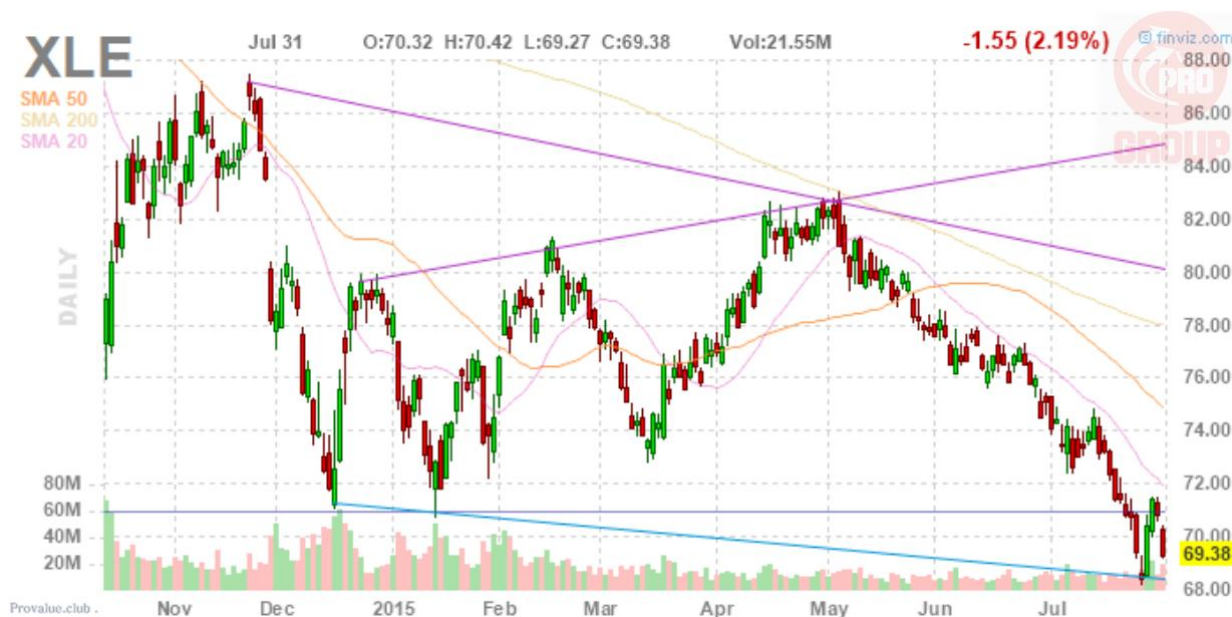 XLE
Jul 31 O:70.32 H:70.42 L:69.27 C:69.38 Vol:21.55M -1.55 (2.19%) © finviz.com
SMA 50
SMA 200
SMA 20
PRO
GROUP
DAILY
88.00
86.00
84.00
82.00
80.00
78.00
76.00
74.00
72.00
70.00
69.38
68.00
80M
60M
40M
20M
Nov Dec 2015 Feb Mar Apr May Jun Jul
Provalue.club .